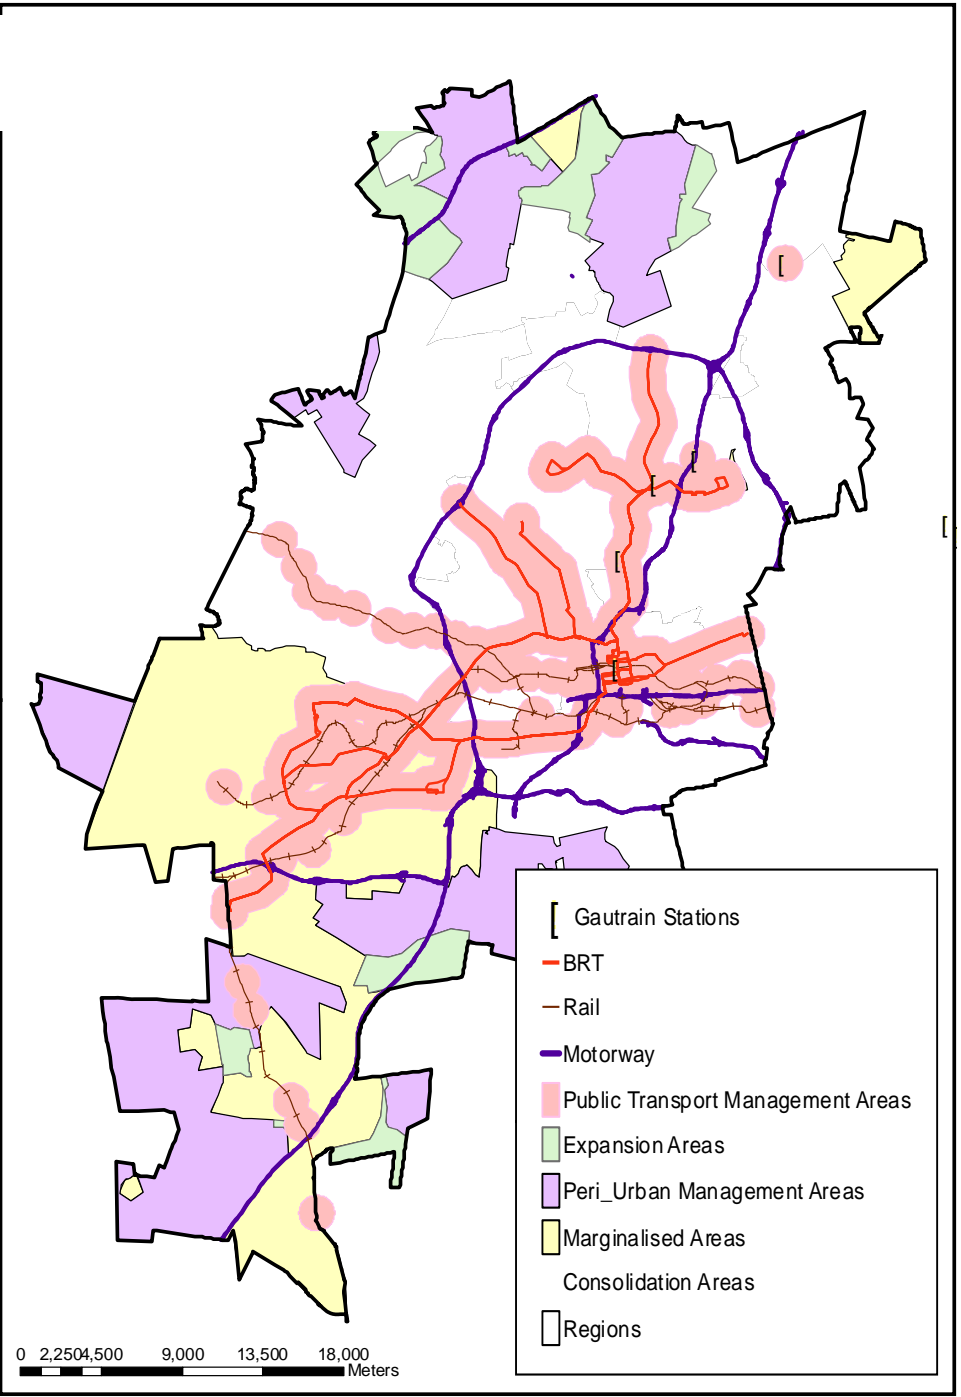 [
[
[
[
[
[
[ Gautrain Stations
BRT
Rail
Motorway
Public Transport Management Areas
Expansion Areas
Peri_Urban Management Areas
Marginalised Areas
Consolidation Areas
Regions
0 2,2504,500 9,000 13,500 18,000
Meters